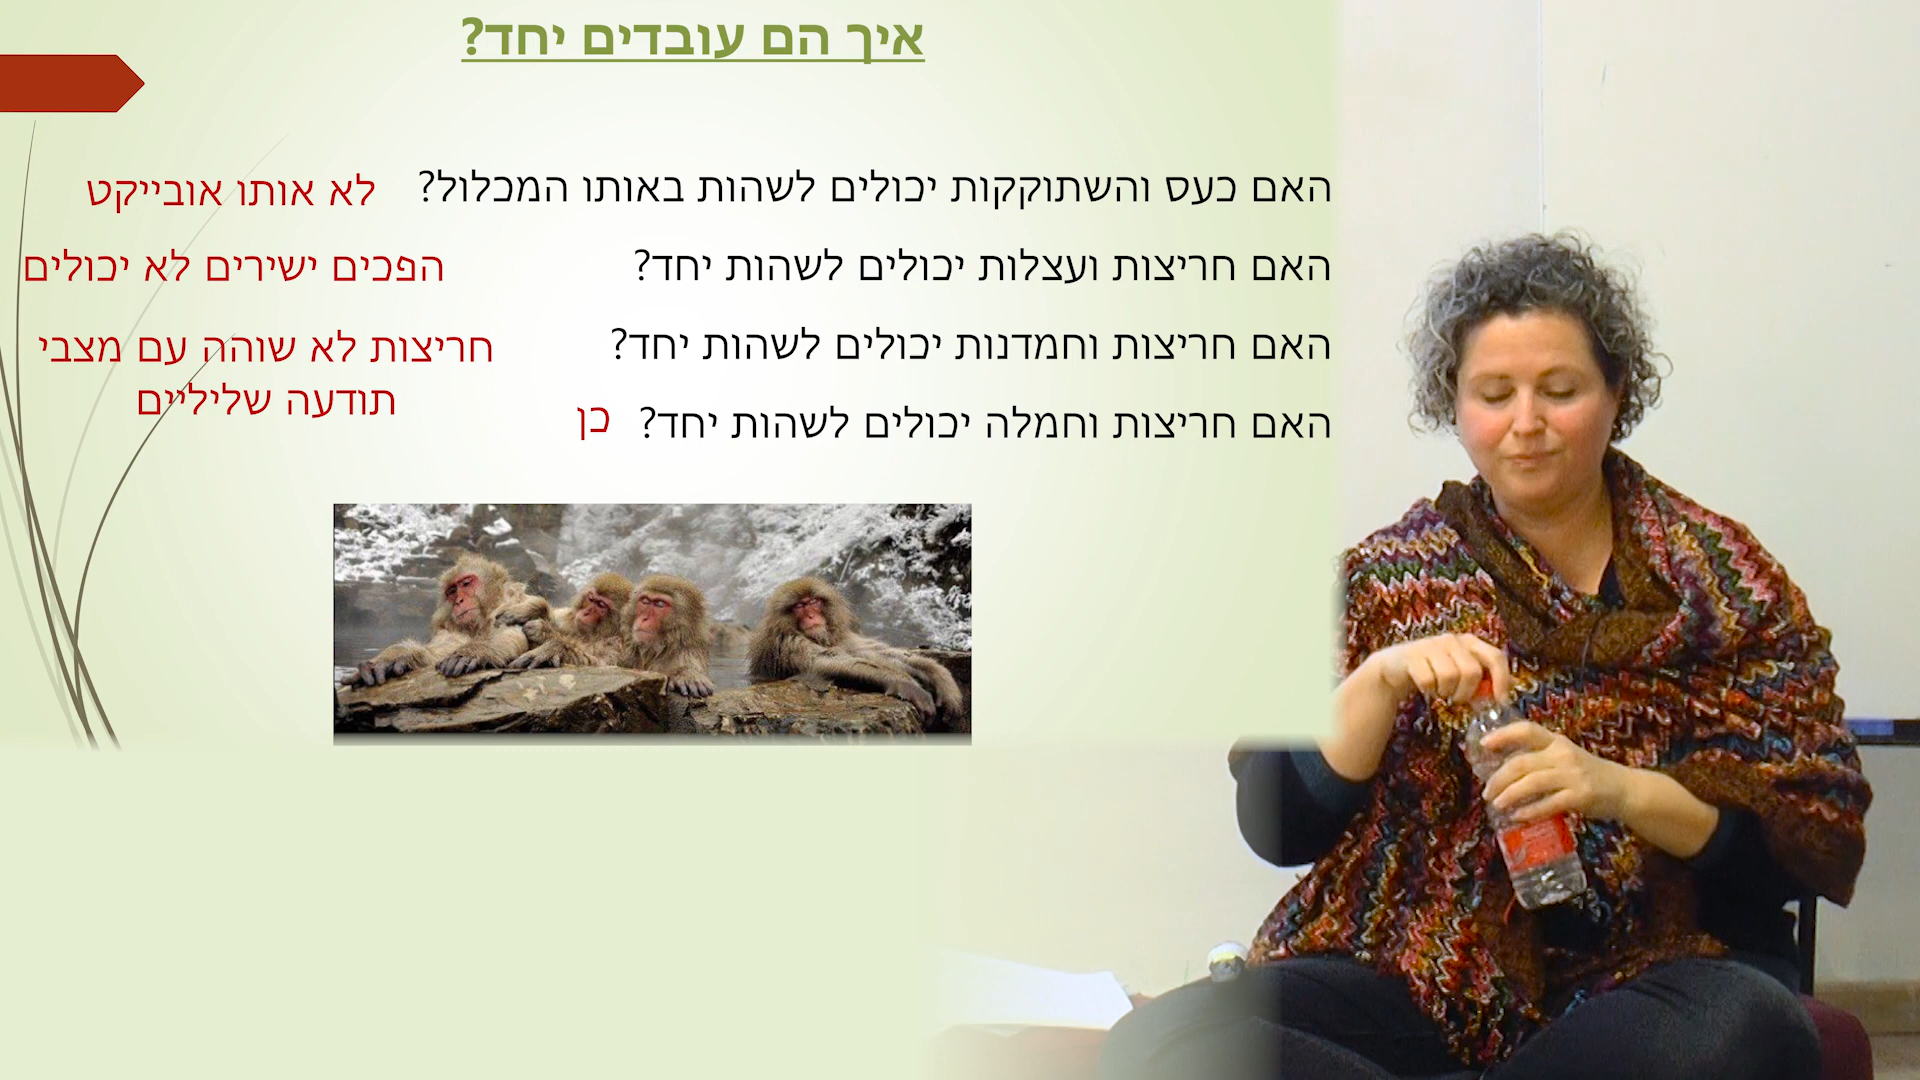 איך הם עובדים יחד?
האם כעס והשתוקקות יכולים לשהות באותו המכלול?
לא אותו אובייקט
האם חריצות ועצלות יכולים לשהות יחד?
הפכים ישירים לא יכולים
האם חריצות וחמדנות יכולים לשהות יחד?
חריצות לא שוהה עם מצבי
תודעה שליליים
האם חריצות וחמלה יכולים לשהות יחד?
כן